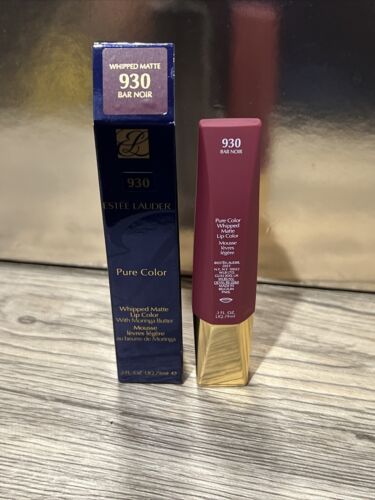 WHIPPED MATTE
930
BAR NOIR
930
ESTĒE LAUDER
Pure Color
Whipped Matte
Lip Color
With Moringa Butter
Mousse
lèvres légère
au beurre de Moringa
930
BAR NOIR
Pure Color
Whipped
Matte
Lip Color
Mousse
lèvres
légère